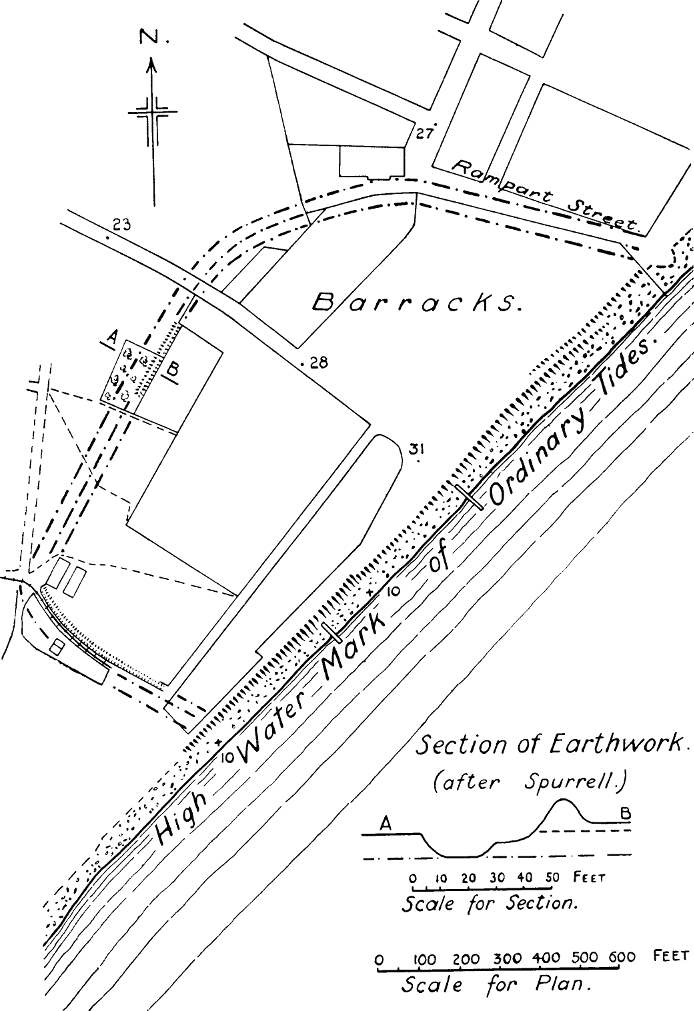 N.
27
Rampart Street.
23
Barracks.
A
B
28
31
10
10
High Water Mark of Ordinary Tides.
Section of Earthwork.
(after Spurrell.)
A B
0 10 20 30 40 50 FEET
Scale for Section.
0 100 200 300 400 500 600 FEET
Scale for Plan.